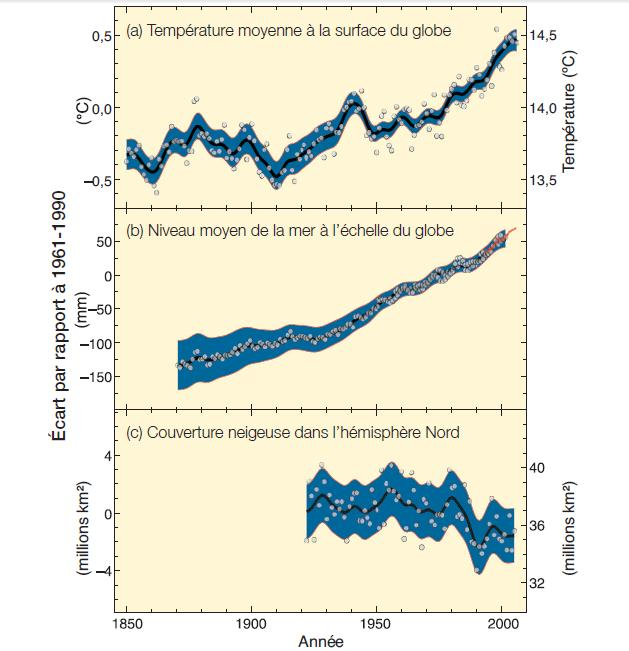 Écart par rapport à 1961-1990
(a) Température moyenne à la surface du globe
(°C)
0,5
0,0
−0,5
14,5
14,0
13,5
Température (°C)
(b) Niveau moyen de la mer à l'échelle du globe
(mm)
50
0
−50
−100
−150
(c) Couverture neigeuse dans l'hémisphère Nord
(millions km²)
4
0
−4
40
36
32
(millions km²)
1850 1900 1950 2000
Année